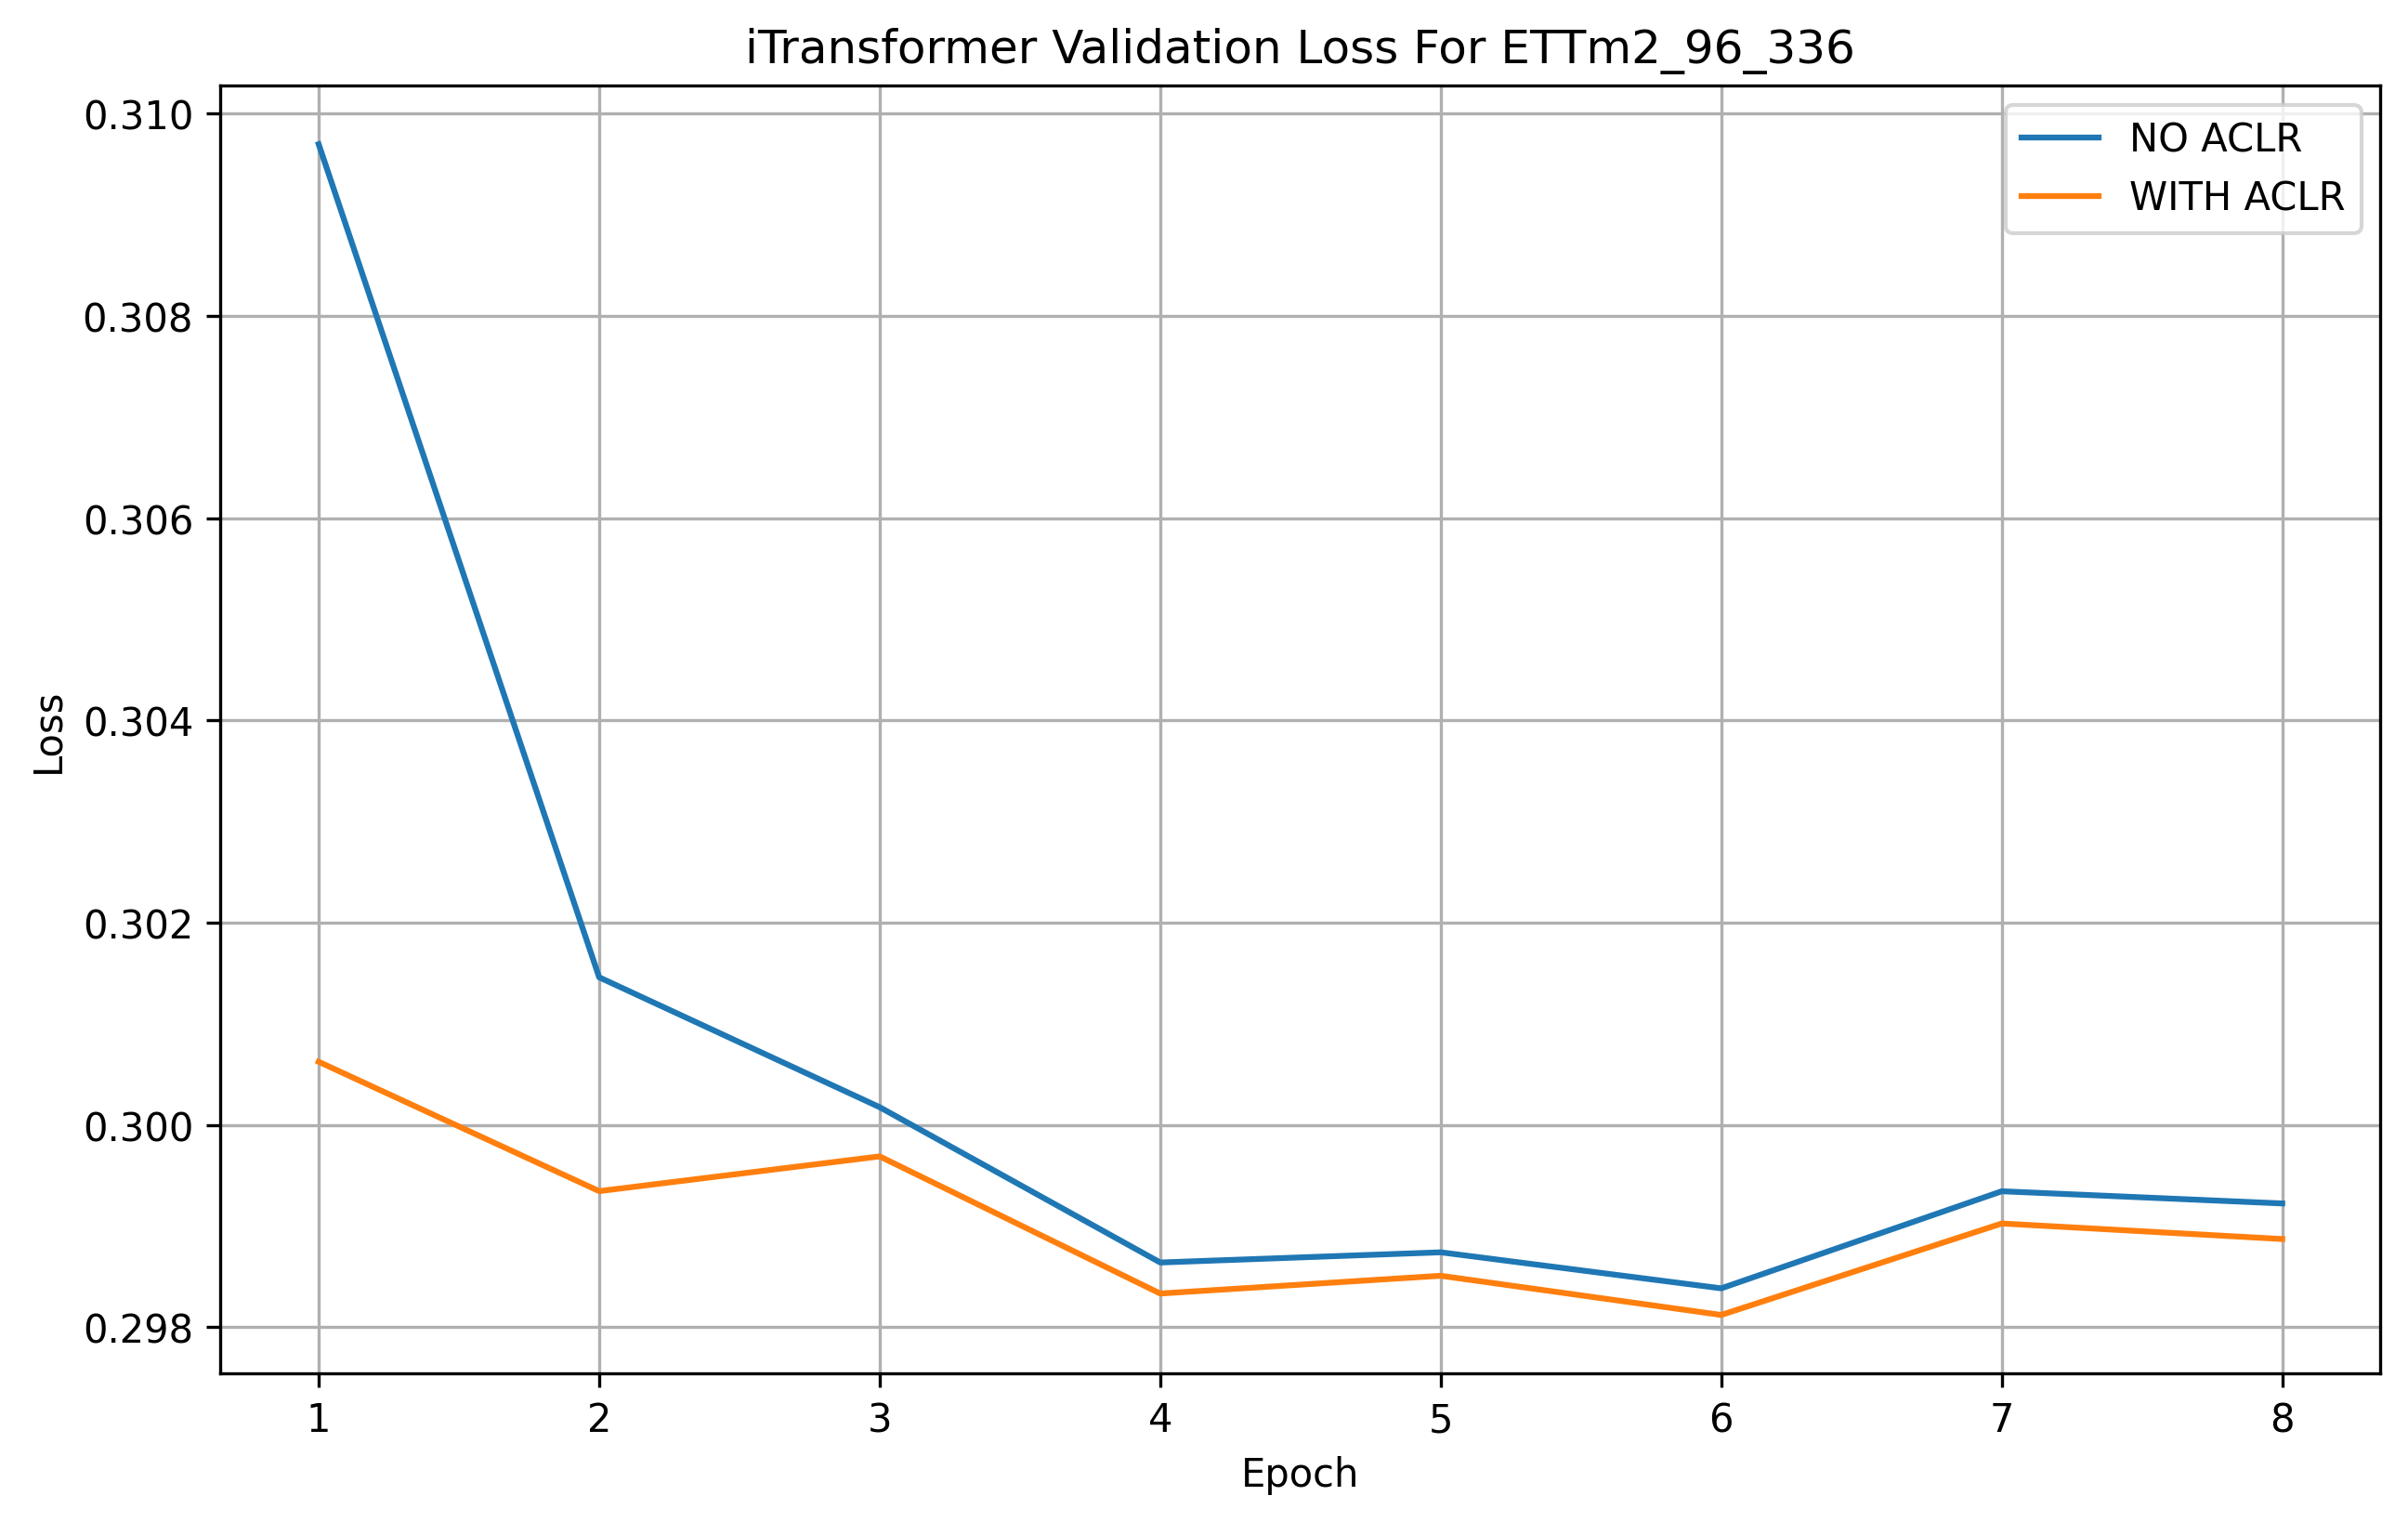 iTransformer Validation Loss For ETTm2_96_336
NO ACLR
WITH ACLR
Loss
0.310
0.308
0.306
0.304
0.302
0.300
0.298
1 2 3 4 5 6 7 8
Epoch